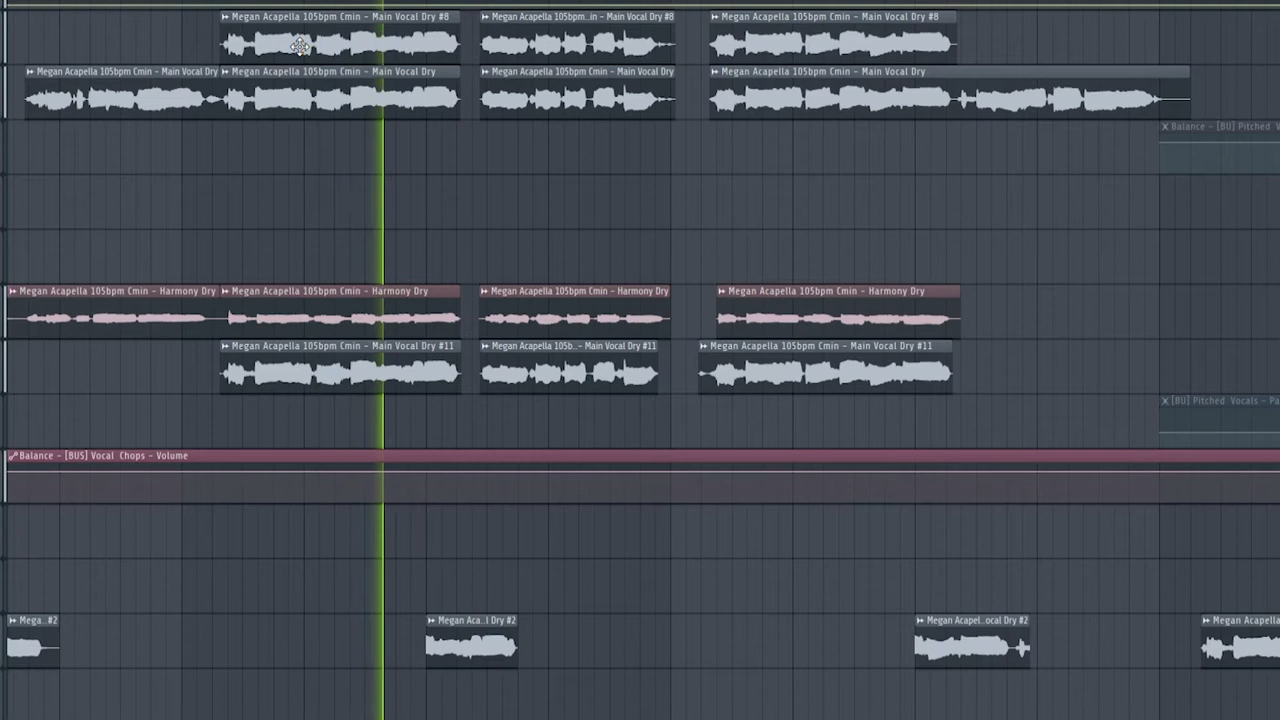 Megan Acapella 105bpm Cmin - Main Vocal Dry #8
Megan Acapella 105bpm...in - Main Vocal Dry #8
Megan Acapella 105bpm Cmin - Main Vocal Dry #8
Megan Acapella 105bpm Cmin - Main Vocal Dry
Megan Acapella 105bpm Cmin - Main Vocal Dry
Megan Acapella 105bpm Cmin - Main Vocal Dry
Megan Acapella 105bpm Cmin - Main Vocal Dry
Balance - [BU] Pitched V
Megan Acapella 105bpm Cmin - Harmony Dry
Megan Acapella 105bpm Cmin - Harmony Dry
Megan Acapella 105bpm Cmin - Harmony Dry
Megan Acapella 105bpm Cmin - Harmony Dry
Megan Acapella 105bpm Cmin - Main Vocal Dry #11
Megan Acapella 105b..- Main Vocal Dry #11
Megan Acapella 105bpm Cmin - Main Vocal Dry #11
[BU] Pitched Vocals - Pa
Balance - [BUS] Vocal Chops - Volume
Mega..#2
Megan Aca..l Dry #2
Megan Acapel..ocal Dry #2
Megan Acapella